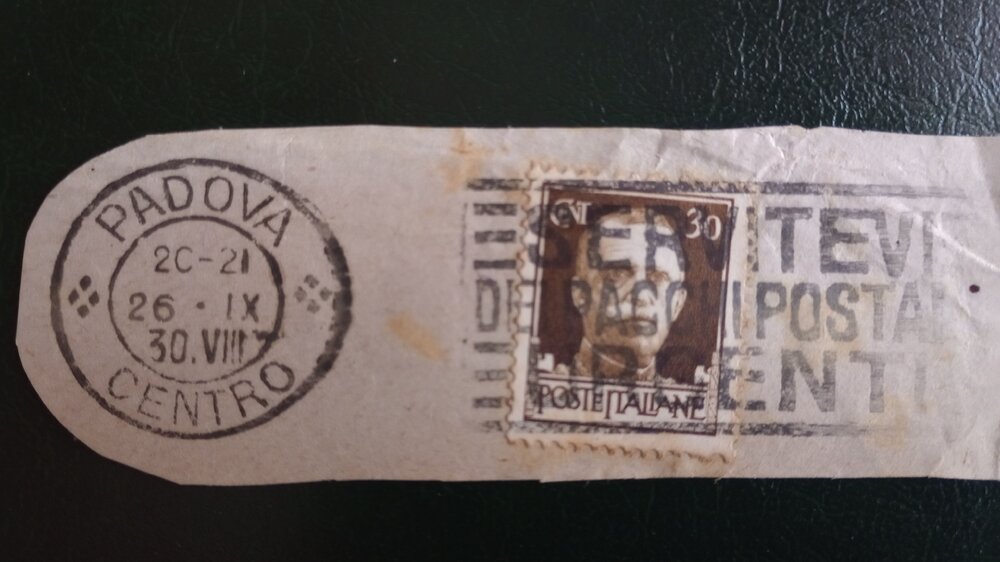 PADOVA
20-21
26 · IX
30.VIII
CENTRO
CENT 30
POSTE ITALIANE
SERVITEVI
DEI PACCHI POSTALI
URGENTI